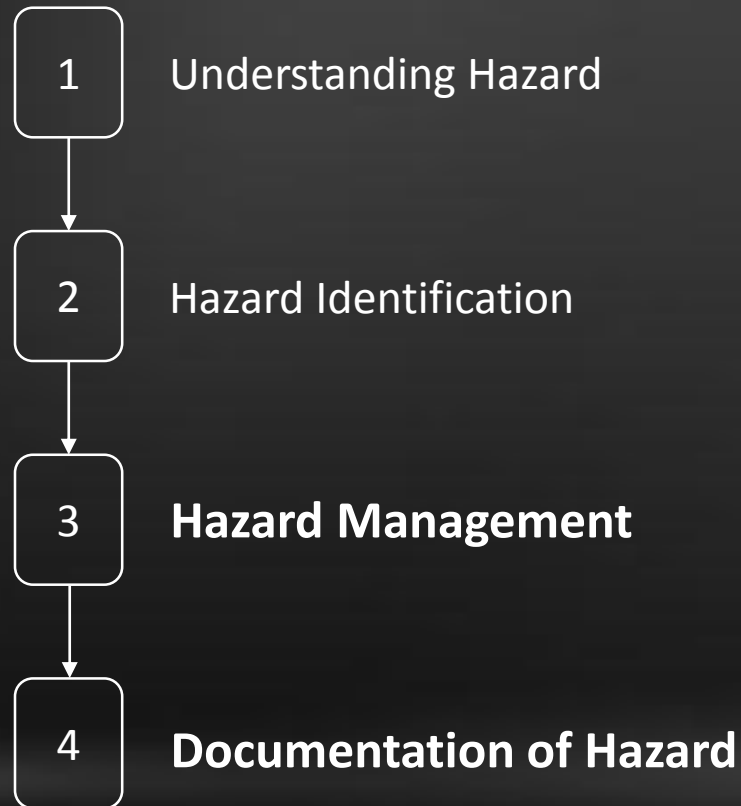 1 Understanding Hazard
2 Hazard Identification
3 Hazard Management
4 Documentation of Hazard